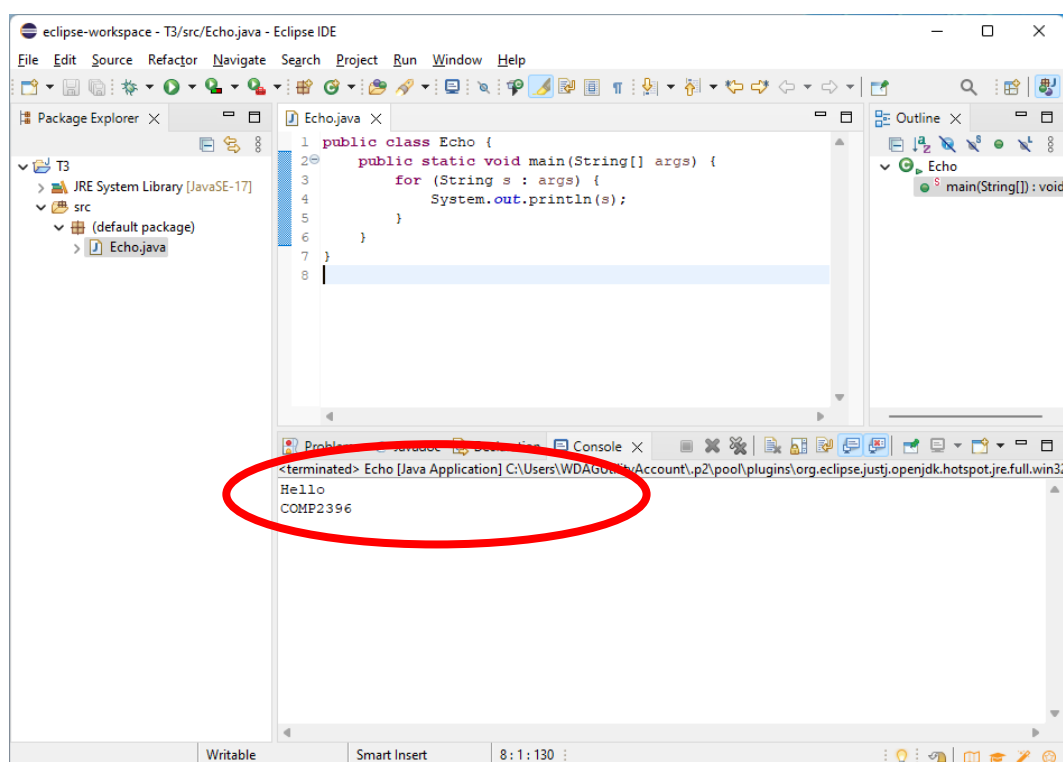 eclipse-workspace - T3/src/Echo.java - Eclipse IDE
File Edit Source Refactor Navigate Search Project Run Window Help
Package Explorer
T3
JRE System Library [JavaSE-17]
src
(default package)
Echo.java
Echo.java
1 public class Echo {
2 public static void main(String[] args) {
3 for (String s : args) {
4 System.out.println(s);
5 }
6 }
7 }
8
Outline
Echo
main(String[]) : void
Console
<terminated> Echo [Java Application] C:\Users\WDAGUtilityAccount\.p2\pool\plugins\org.eclipse.justj.openjdk.hotspot.jre.full.win32
Hello
COMP2396
Writable Smart Insert 8 : 1 : 130